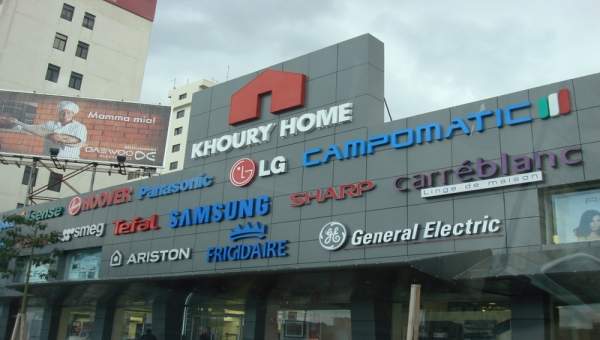 Mamma mia!
DAEWOO
KHOURY HOME
LG
CAMPOMATIC
HOOVER
Panasonic
SHARP
carréblanc
Linge de maison
smeg
Tefal
SAMSUNG
ARISTON
FRIGIDAIRE
GE General Electric